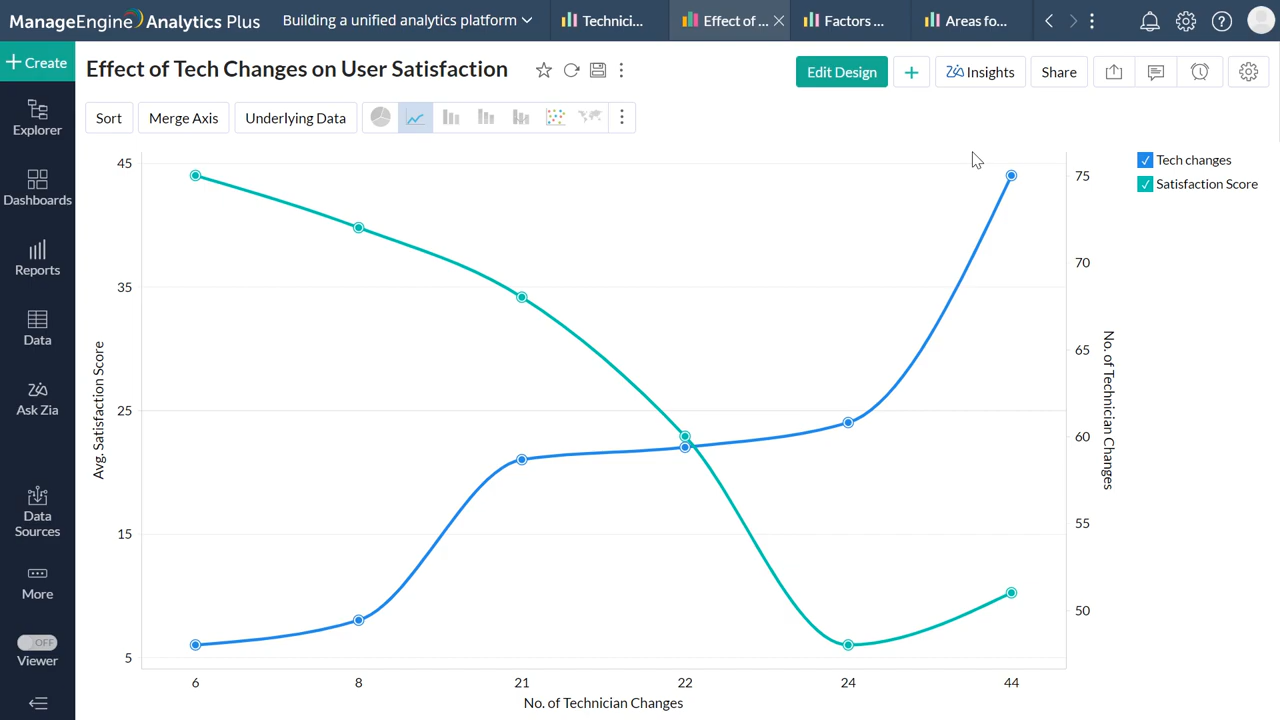 ManageEngine Analytics Plus
Building a unified analytics platform
Technici...
Effect of ...
Factors ...
Areas fo...
Create
Effect of Tech Changes on User Satisfaction
Edit Design
Insights
Share
Explorer
Sort
Merge Axis
Underlying Data
Dashboards
Reports
Data
Ask Zia
Data
Sources
More
OFF
Viewer
45
35
25
15
5
Avg. Satisfaction Score
6
8
21
22
24
44
No. of Technician Changes
75
70
65
60
55
50
No. of Technician Changes
Tech changes
Satisfaction Score